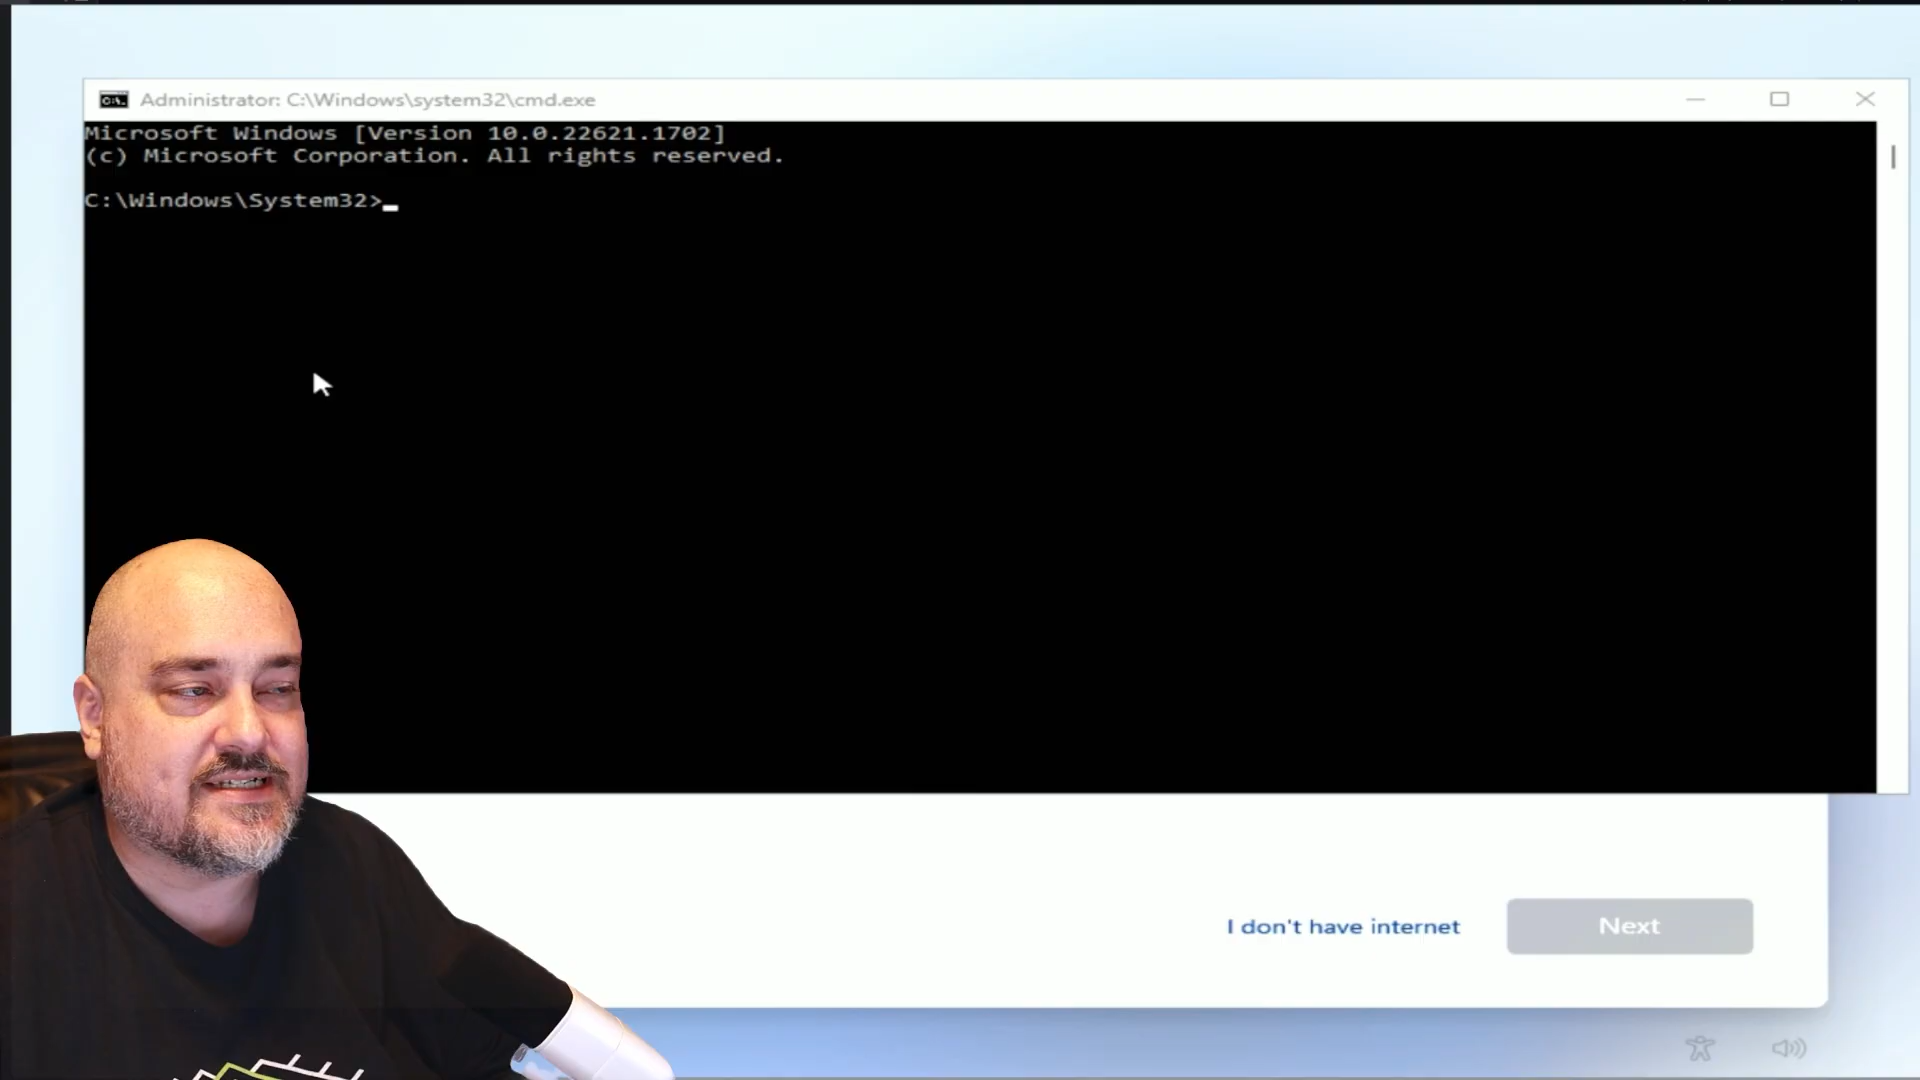 Administrator: C:\Windows\system32\cmd.exe
Microsoft Windows [Version 10.0.22621.1702]
(c) Microsoft Corporation. All rights reserved.
C:\Windows\System32>
I don't have internet
Next